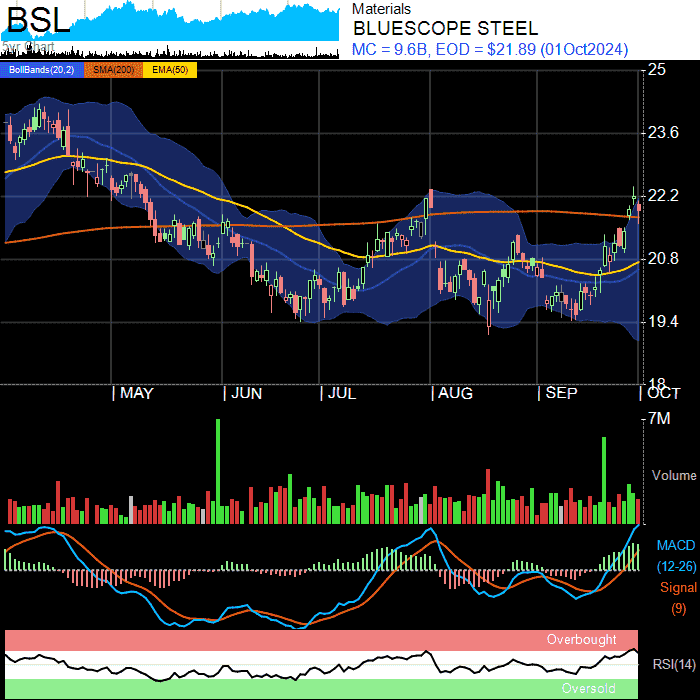 BSL
5yr Chart
Materials
BLUESCOPE STEEL
MC = 9.6B, EOD = $21.89 (01Oct2024)
BollBands(20,2) SMA(200) EMA(50)
25
23.6
22.2
20.8
19.4
18
MAY JUN JUL AUG SEP OCT
7M
Volume
MACD
(12-26)
Signal
(9)
Overbought
RSI(14)
Oversold